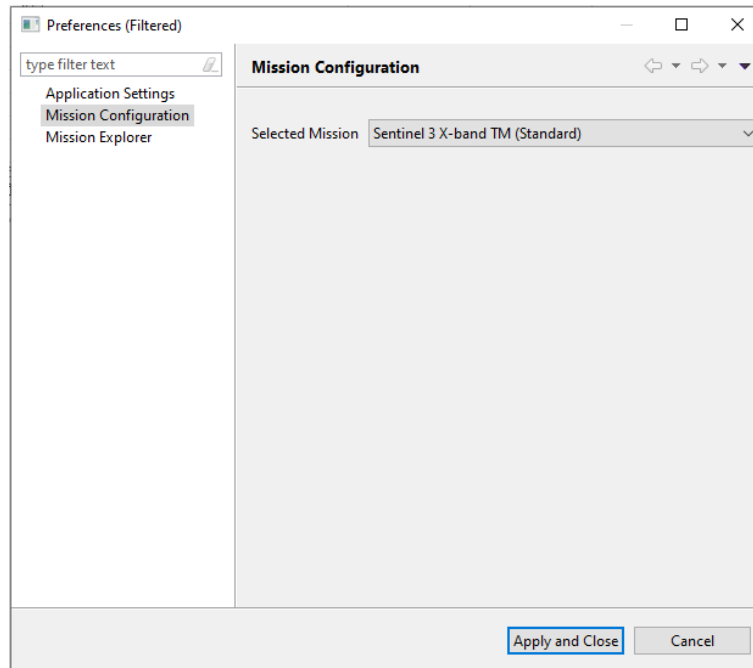 Preferences (Filtered)
type filter text
Application Settings
Mission Configuration
Mission Explorer
Mission Configuration
Selected Mission Sentinel 3 X-band TM (Standard)
Apply and Close Cancel